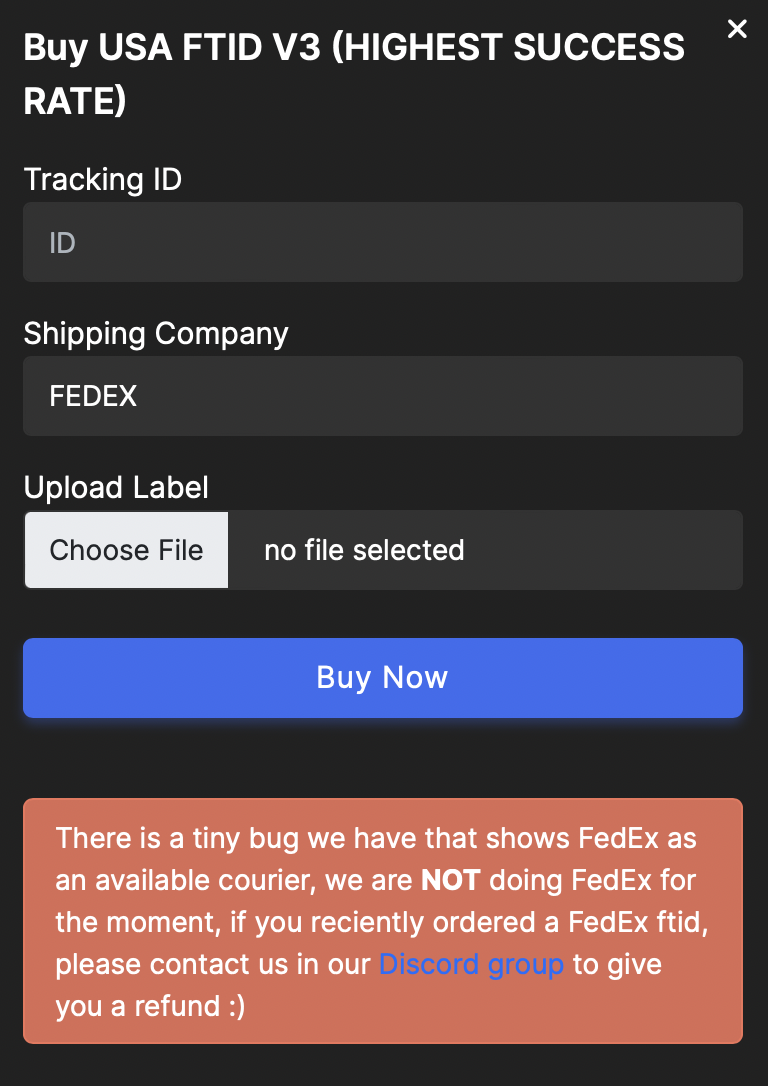 Buy USA FTID V3 (HIGHEST SUCCESS
RATE)
Tracking ID
ID
Shipping Company
FEDEX
Upload Label
Choose File no file selected
Buy Now
There is a tiny bug we have that shows FedEx as
an available courier, we are NOT doing FedEx for
the moment, if you reciently ordered a FedEx ftid,
please contact us in our Discord group to give
you a refund :)